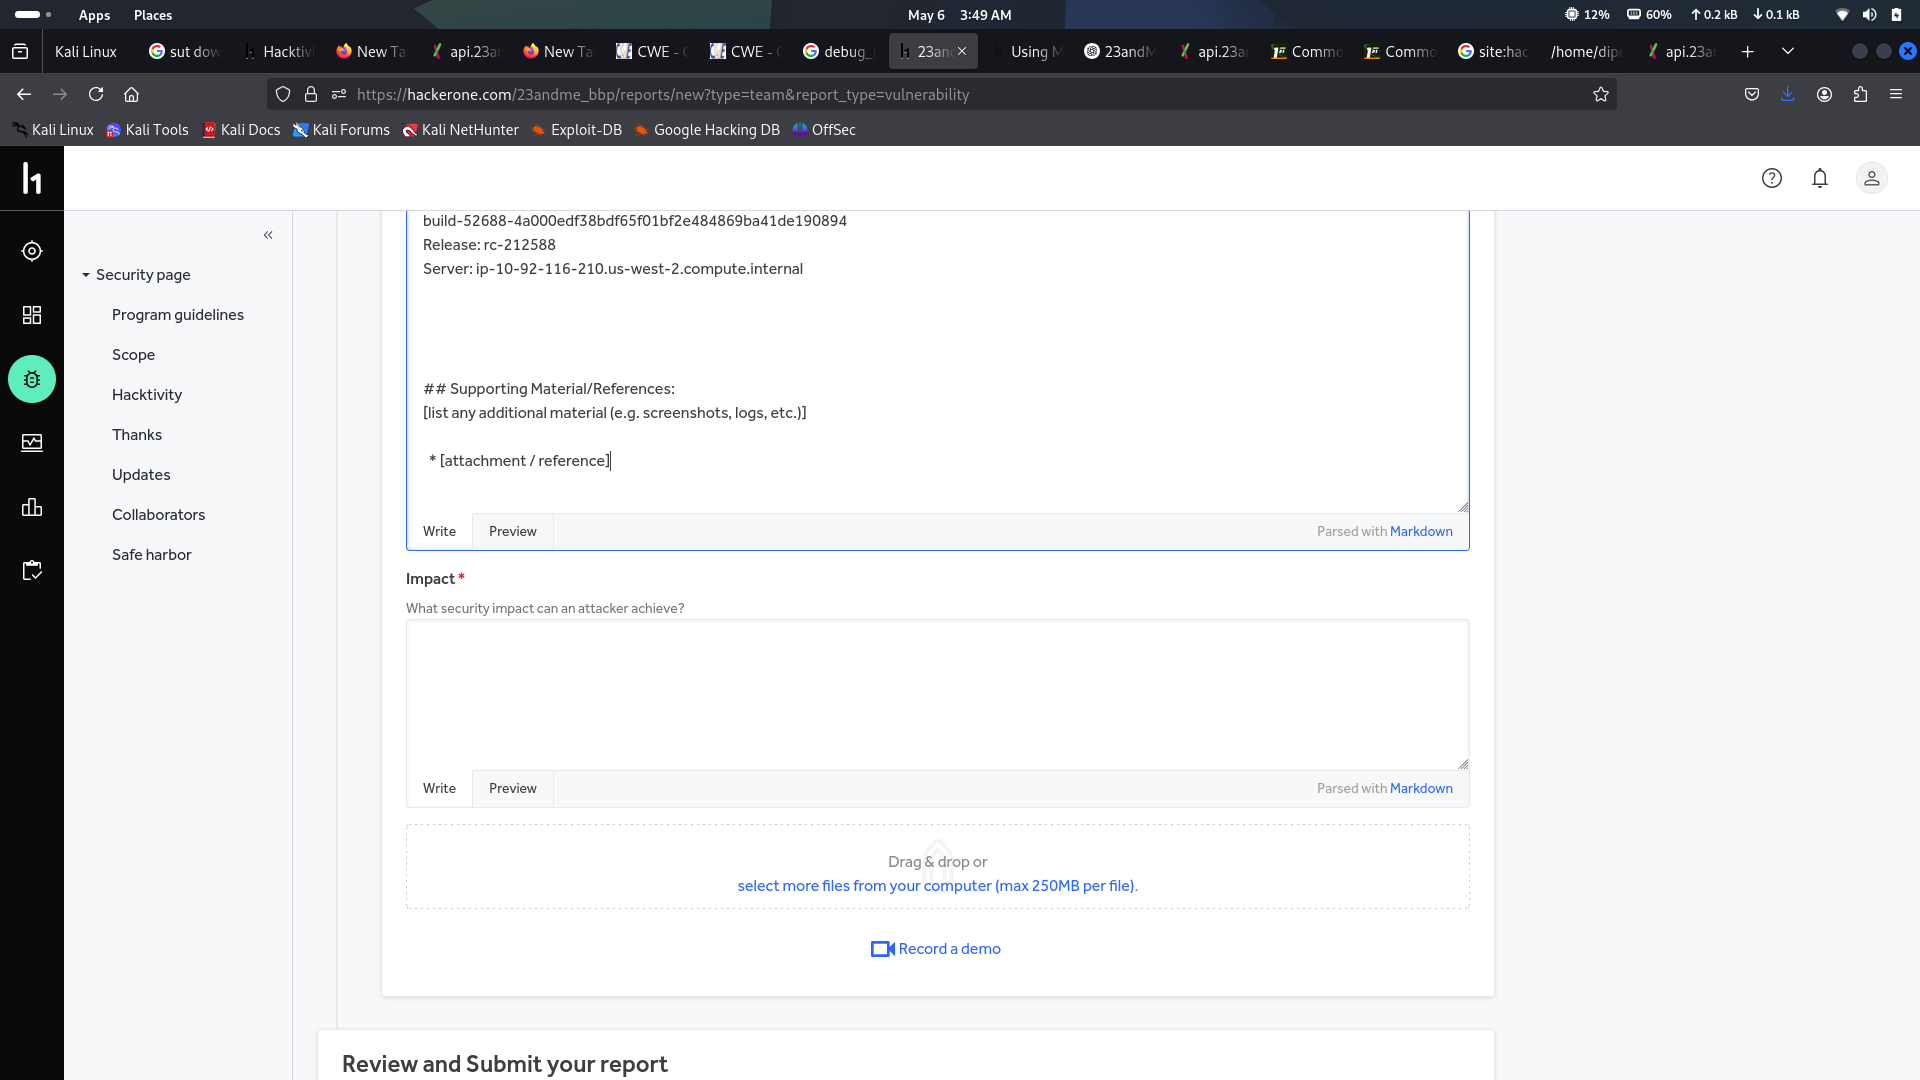 Apps Places May 6 3:49 AM 12% 60% 0.2 kB 0.1 kB
Kali Linux sut dow Hacktivi New Ta api.23a New Ta CWE - CWE - debug_ 23an Using M 23andM api.23a Commo Commo site:hac /home/dipe api.23a
https://hackerone.com/23andme_bbp/reports/new?type=team&report_type=vulnerability
Kali Linux Kali Tools Kali Docs Kali Forums Kali NetHunter Exploit-DB Google Hacking DB OffSec
h1
Security page
Program guidelines
Scope
Hacktivity
Thanks
Updates
Collaborators
Safe harbor
build-52688-4a000edf38bdf65f01bf2e484869ba41de190894
Release: rc-212588
Server: ip-10-92-116-210.us-west-2.compute.internal
## Supporting Material/References:
[list any additional material (e.g. screenshots, logs, etc.)]
* [attachment / reference]
Write Preview Parsed with Markdown
Impact *
What security impact can an attacker achieve?
Write Preview Parsed with Markdown
Drag & drop or
select more files from your computer (max 250MB per file).
Record a demo
Review and Submit your report